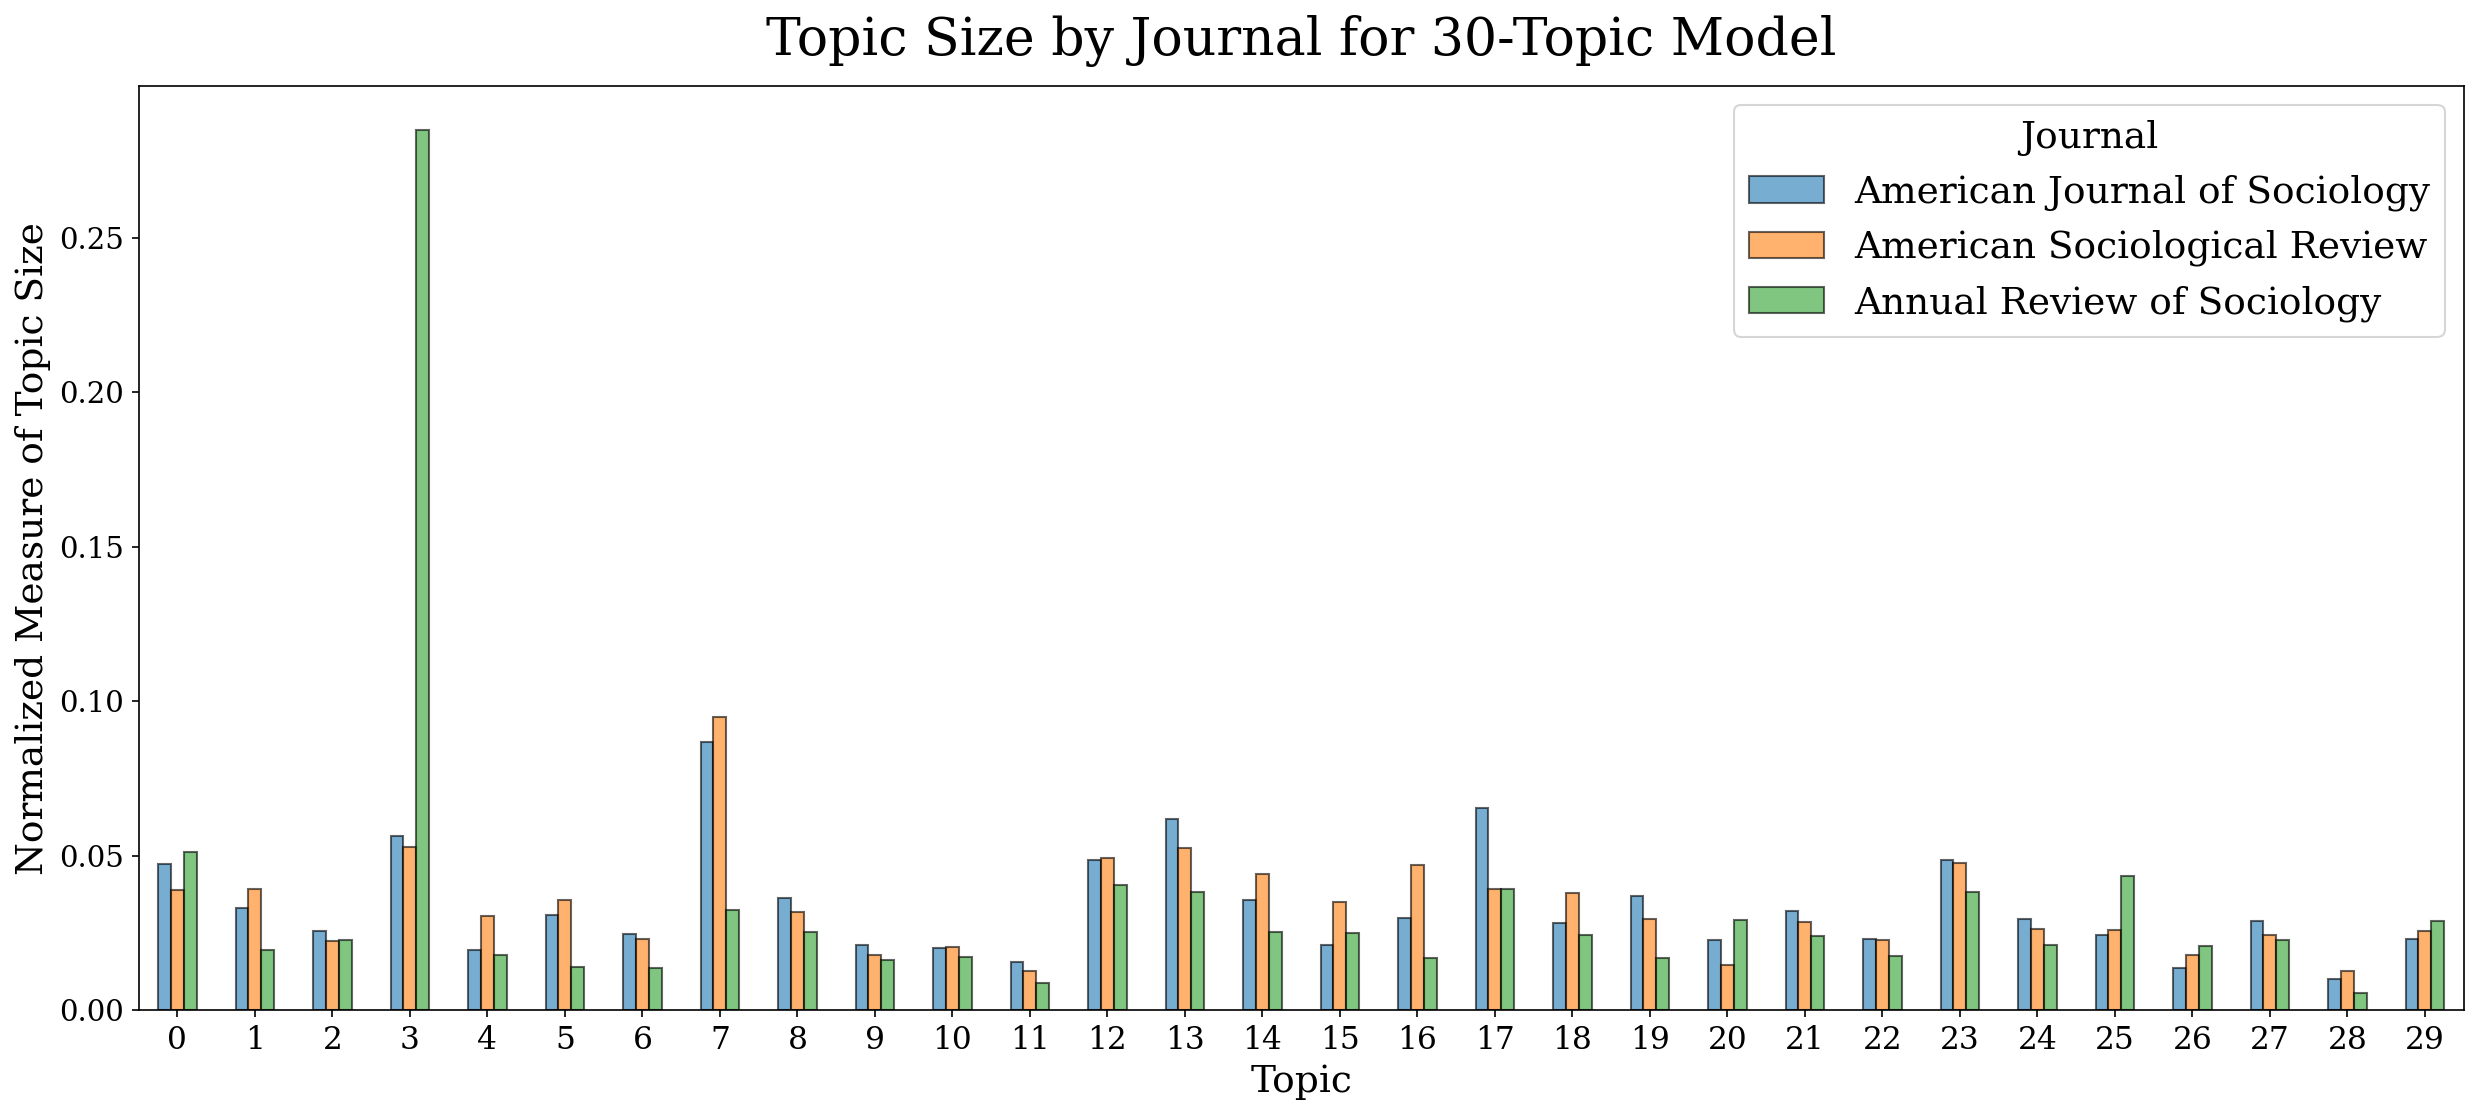 Topic Size by Journal for 30-Topic Model
Journal
American Journal of Sociology
American Sociological Review
Annual Review of Sociology
Normalized Measure of Topic Size
0.25
0.20
0.15
0.10
0.05
0.00
0 1 2 3 4 5 6 7 8 9 10 11 12 13 14 15 16 17 18 19 20 21 22 23 24 25 26 27 28 29
Topic